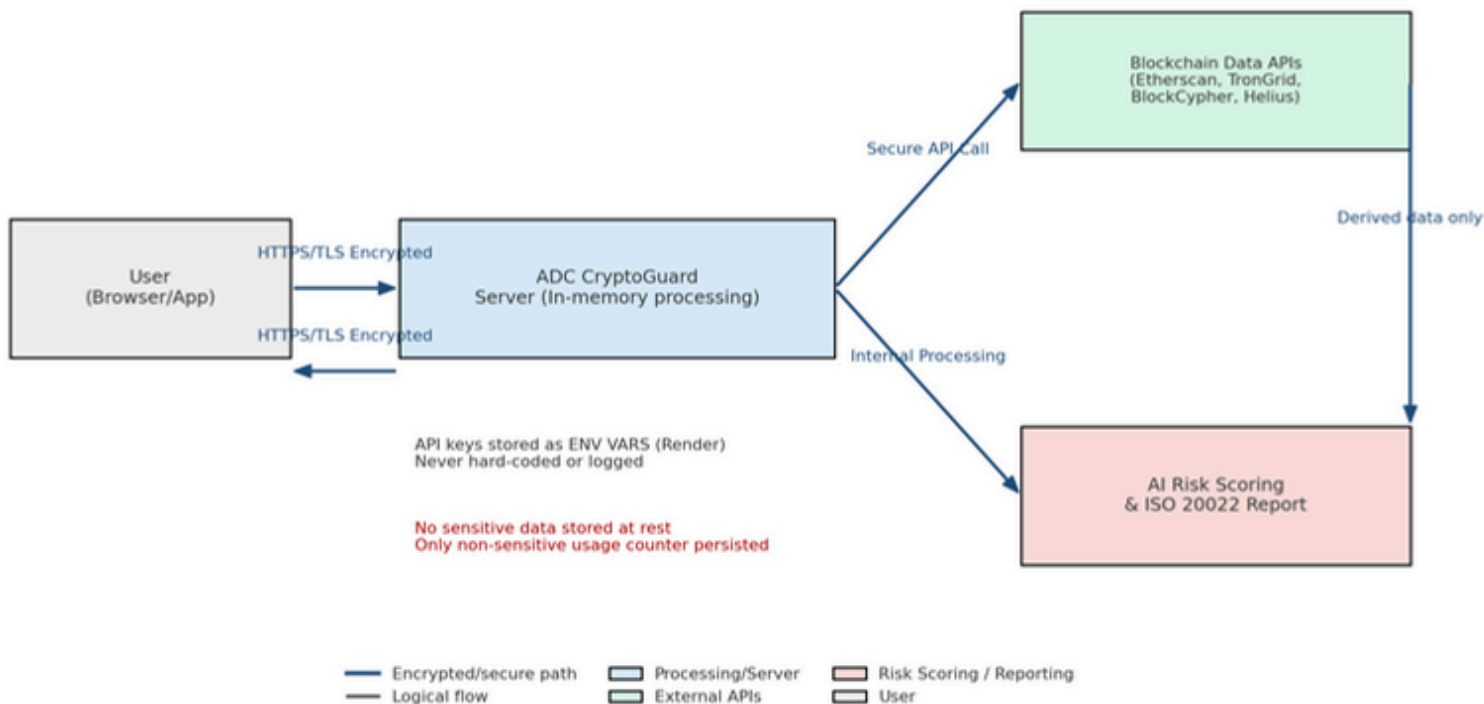 Blockchain Data APIs
(Etherscan, TronGrid,
BlockCypher, Helius)
Secure API Call
Derived data only
HTTPS/TLS Encrypted
User
(Browser/App)
ADC CryptoGuard
Server (In-memory processing)
HTTPS/TLS Encrypted
Internal Processing
API keys stored as ENV VARS (Render)
Never hard-coded or logged
AI Risk Scoring
& ISO 20022 Report
No sensitive data stored at rest
Only non-sensitive usage counter persisted
Encrypted/secure path
Logical flow
Processing/Server
External APIs
Risk Scoring / Reporting
User